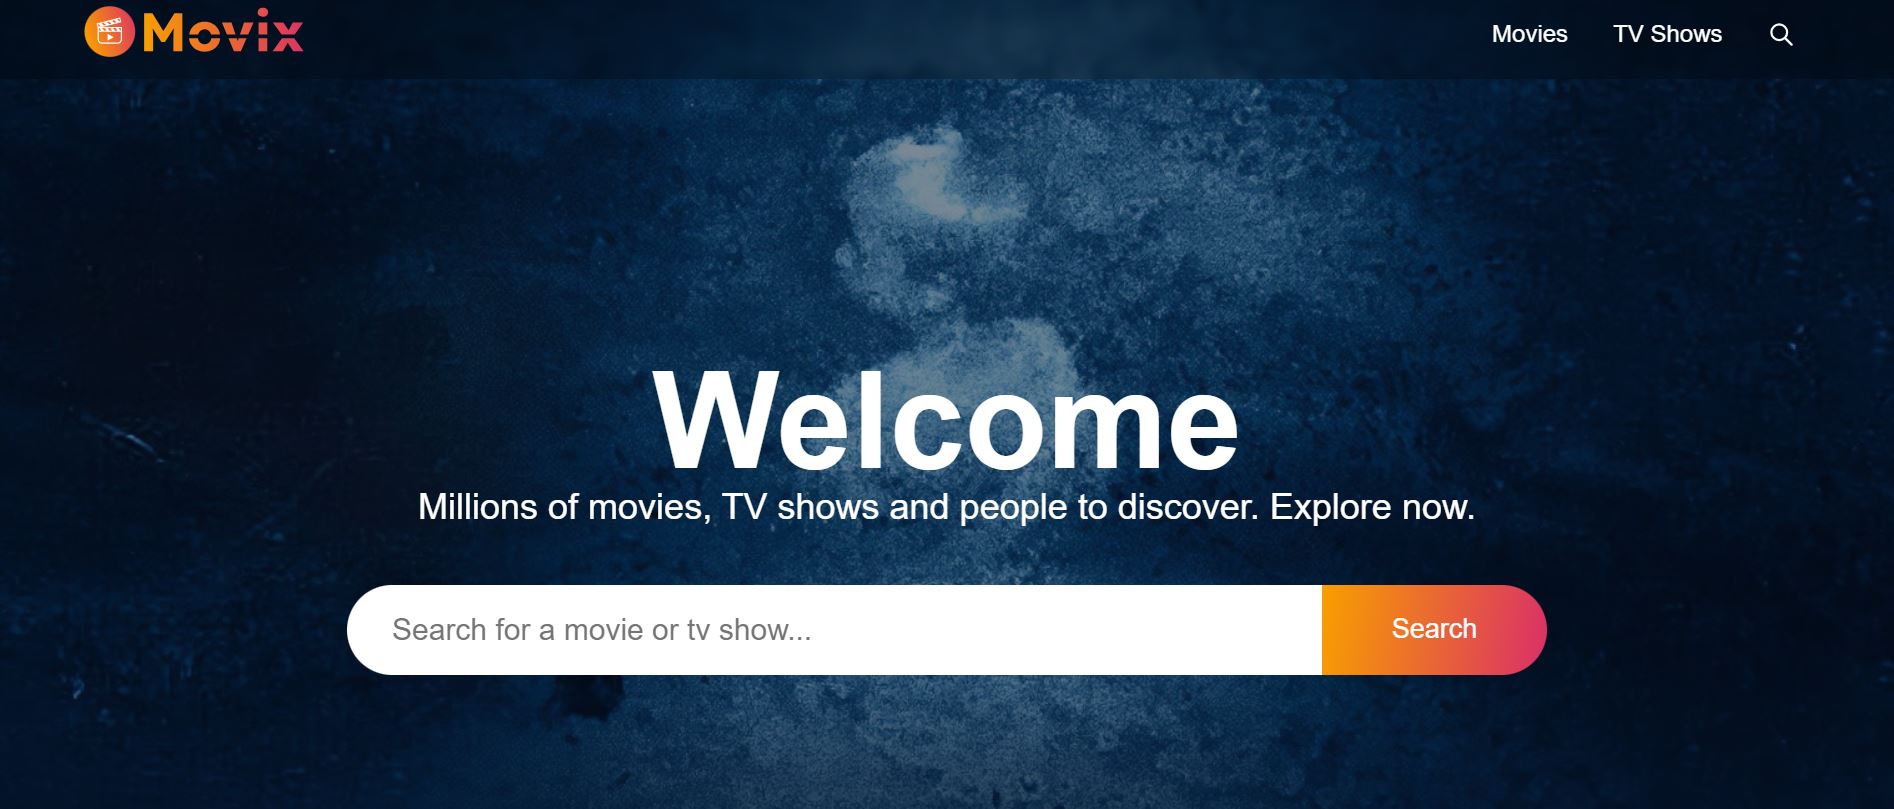 Movix
Movies
TV Shows
Welcome
Millions of movies, TV shows and people to discover. Explore now.
Search for a movie or tv show...
Search